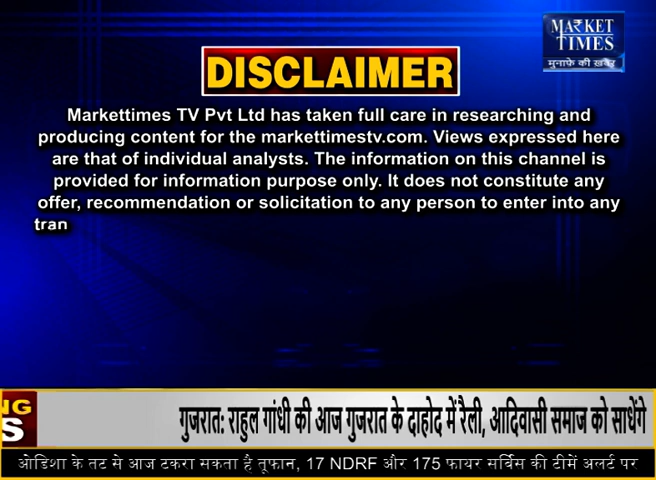 MARKET
TIMES
मुनाफे की ख़बर
DISCLAIMER
Markettimes TV Pvt Ltd has taken full care in researching and
producing content for the markettimestv.com. Views expressed here
are that of individual analysts. The information on this channel is
provided for information purpose only. It does not constitute any
offer, recommendation or solicitation to any person to enter into any
tran
NG
S
गुजरात: राहुल गांधी की आज गुजरात के दाहोद में रैली, आदिवासी समाज को साधेंगे
ओडिशा के तट से आज टकरा सकता है तूफान, 17 NDRF और 175 फायर सर्विस की टीमें अलर्ट पर